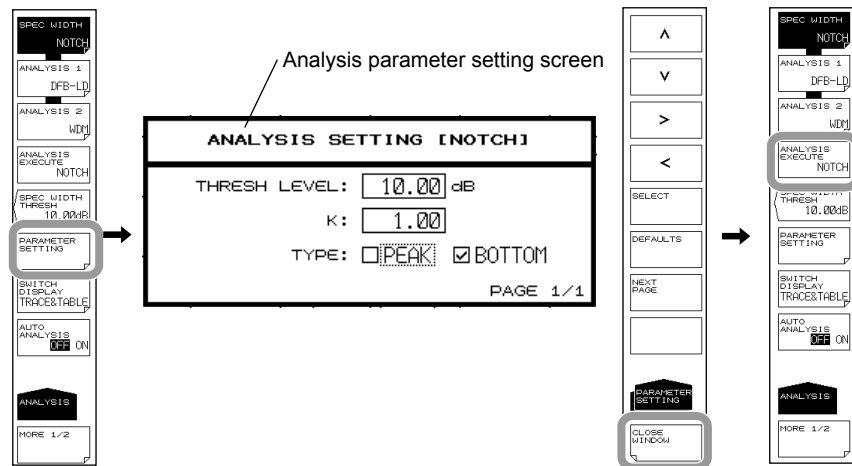 SPEC WIDTH
NOTCH
ANALYSIS 1
DFB-LD
ANALYSIS 2
WDM
ANALYSIS
EXECUTE
NOTCH
SPEC WIDTH
THRESH
10.00dB
PARAMETER
SETTING
SWITCH
DISPLAY
TRACE&TABLE
AUTO
ANALYSIS
OFF ON
ANALYSIS
MORE 1/2
Analysis parameter setting screen
ANALYSIS SETTING [NOTCH]
THRESH LEVEL: 10.00 dB
K: 1.00
TYPE: PEAK BOTTOM
PAGE 1/1
SELECT
DEFAULTS
NEXT
PAGE
PARAMETER
SETTING
CLOSE
WINDOW
SPEC WIDTH
NOTCH
ANALYSIS 1
DFB-LD
ANALYSIS 2
WDM
ANALYSIS
EXECUTE
NOTCH
SPEC WIDTH
THRESH
10.00dB
PARAMETER
SETTING
SWITCH
DISPLAY
TRACE&TABLE
AUTO
ANALYSIS
OFF ON
ANALYSIS
MORE 1/2